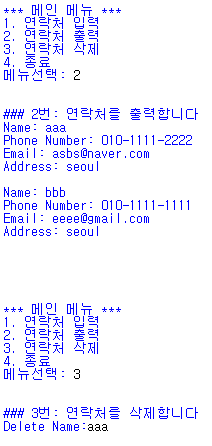 *** 메인 메뉴 ***
1. 연락처 입력
2. 연락처 출력
3. 연락처 삭제
4. 종료
메뉴선택: 2
### 2번: 연락처를 출력합니다
Name: aaa
Phone Number: 010-1111-2222
Email: asbs@naver.com
Address: seoul
Name: bbb
Phone Number: 010-1111-1111
Email: eeee@gmail.com
Address: seoul
*** 메인 메뉴 ***
1. 연락처 입력
2. 연락처 출력
3. 연락처 삭제
4. 종료
메뉴선택: 3
### 3번: 연락처를 삭제합니다
Delete Name:aaa